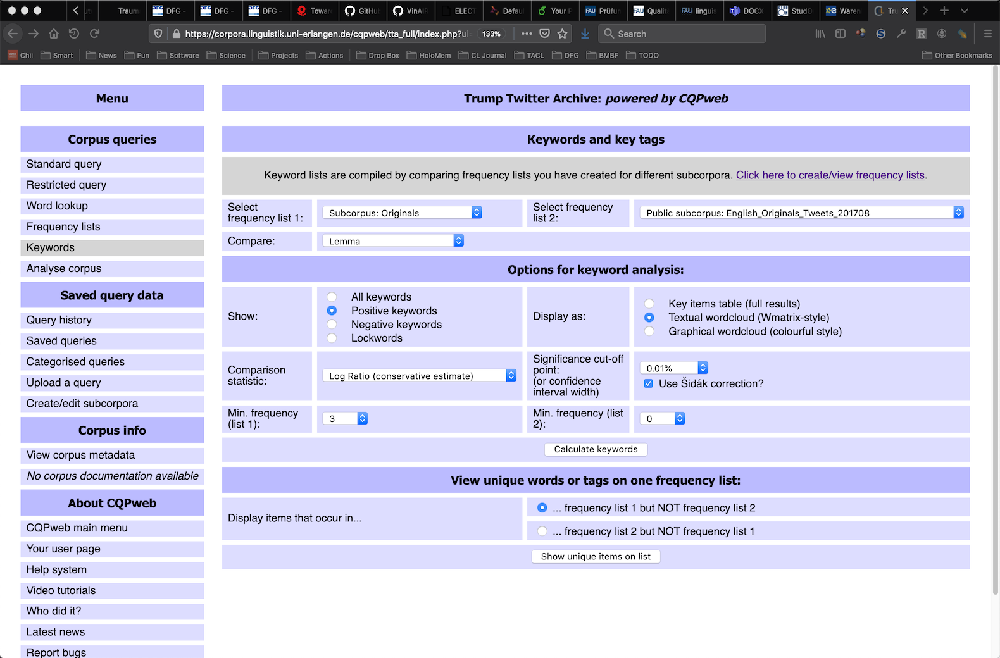 Traum
DFG -
DFG -
DFG -
Towar
GitHub
VinAIR
ELECT
Defau
Your P
FAU Prüfun
FAU Qualit
FAU linguis
DOCX
StudO
Waren
Tru
https://corpora.linguistik.uni-erlangen.de/cqpweb/tta_full/index.php?ui=
133%
Search
Chii
Smart
News
Fun
Software
Science
Projects
Actions
Drop Box
HoloMem
CL Journal
TACL
DFG
BMBF
TODO
Other Bookmarks
Menu
Corpus queries
Standard query
Restricted query
Word lookup
Frequency lists
Keywords
Analyse corpus
Saved query data
Query history
Saved queries
Categorised queries
Upload a query
Create/edit subcorpora
Corpus info
View corpus metadata
No corpus documentation available
About CQPweb
CQPweb main menu
Your user page
Help system
Video tutorials
Who did it?
Latest news
Report bugs
Trump Twitter Archive: powered by CQPweb
Keywords and key tags
Keyword lists are compiled by comparing frequency lists you have created for different subcorpora. Click here to create/view frequency lists.
Select
frequency list 1:
Subcorpus: Originals
Select frequency
list 2:
Public subcorpus: English_Originals_Tweets_201708
Compare:
Lemma
Options for keyword analysis:
Show:
All keywords
Positive keywords
Negative keywords
Lockwords
Display as:
Key items table (full results)
Textual wordcloud (Wmatrix-style)
Graphical wordcloud (colourful style)
Comparison
statistic:
Log Ratio (conservative estimate)
Significance cut-off
point:
(or confidence
interval width)
0.01%
Use Šidák correction?
Min. frequency
(list 1):
3
Min. frequency (list
2):
0
Calculate keywords
View unique words or tags on one frequency list:
Display items that occur in...
... frequency list 1 but NOT frequency list 2
... frequency list 2 but NOT frequency list 1
Show unique items on list